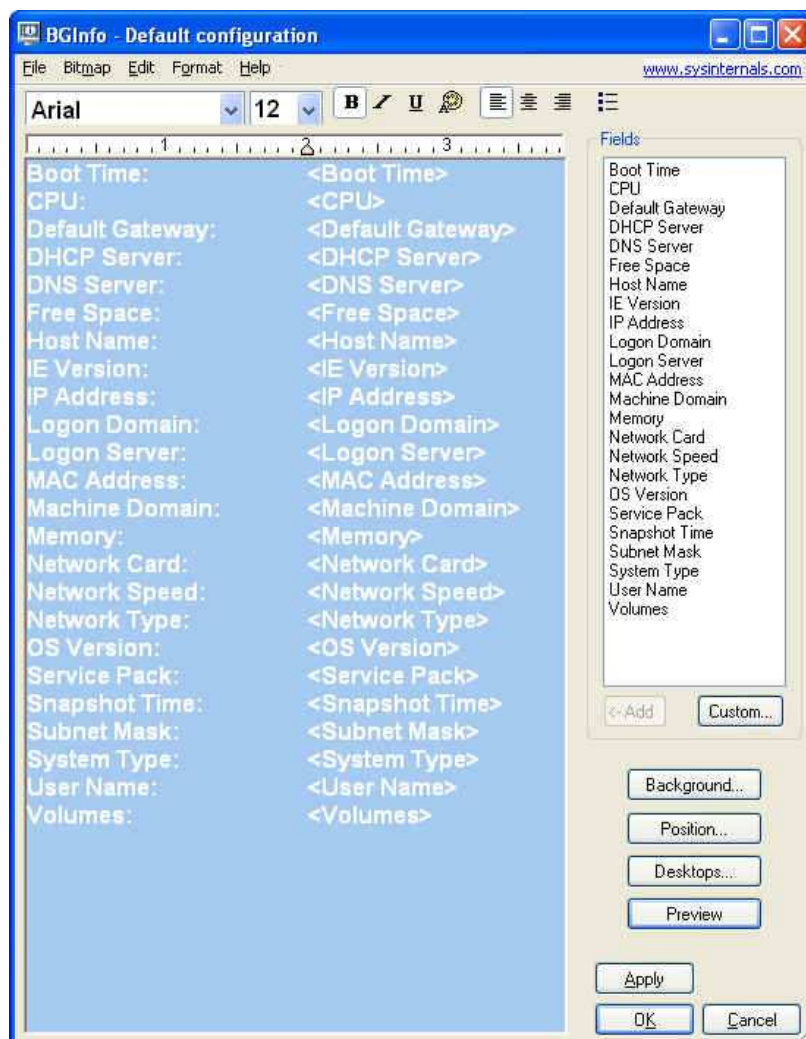 BGInfo - Default configuration
File Bitmap Edit Format Help
www.sysinternals.com
Arial 12 B I U
1 2 3
Boot Time: <Boot Time>
CPU: <CPU>
Default Gateway: <Default Gateway>
DHCP Server: <DHCP Server>
DNS Server: <DNS Server>
Free Space: <Free Space>
Host Name: <Host Name>
IE Version: <IE Version>
IP Address: <IP Address>
Logon Domain: <Logon Domain>
Logon Server: <Logon Server>
MAC Address: <MAC Address>
Machine Domain: <Machine Domain>
Memory: <Memory>
Network Card: <Network Card>
Network Speed: <Network Speed>
Network Type: <Network Type>
OS Version: <OS Version>
Service Pack: <Service Pack>
Snapshot Time: <Snapshot Time>
Subnet Mask: <Subnet Mask>
System Type: <System Type>
User Name: <User Name>
Volumes: <Volumes>
Fields
Boot Time
CPU
Default Gateway
DHCP Server
DNS Server
Free Space
Host Name
IE Version
IP Address
Logon Domain
Logon Server
MAC Address
Machine Domain
Memory
Network Card
Network Speed
Network Type
OS Version
Service Pack
Snapshot Time
Subnet Mask
System Type
User Name
Volumes
<- Add Custom...
Background...
Position...
Desktops...
Preview
Apply
OK Cancel